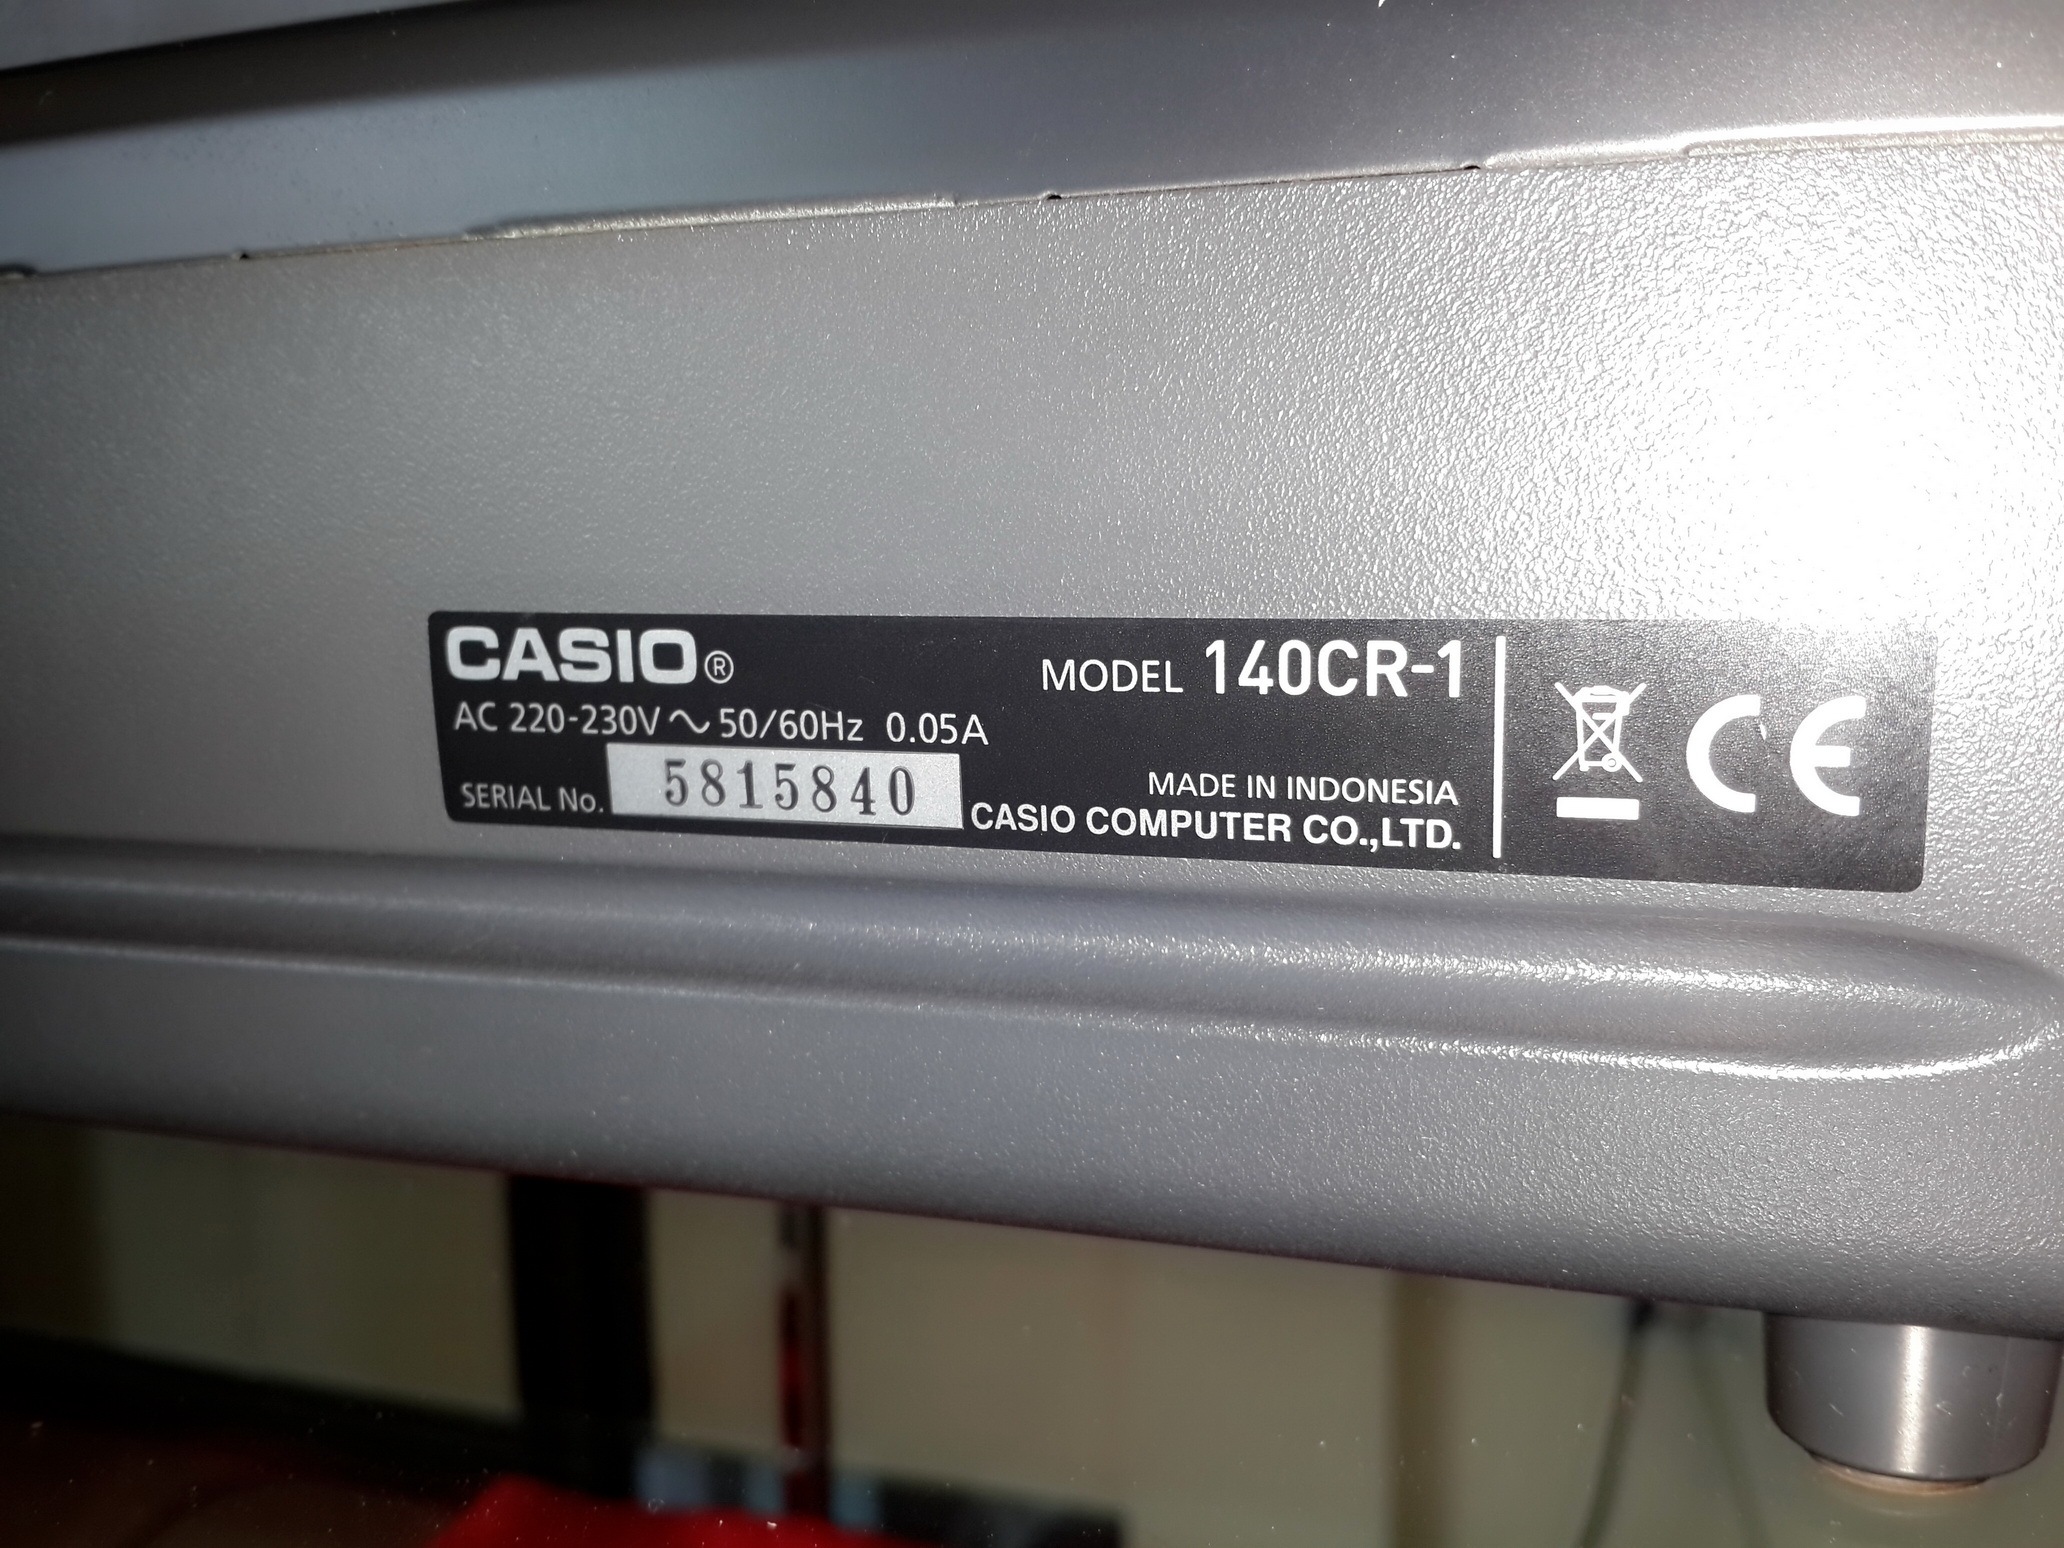 CASIO® MODEL 140CR-1
AC 220-230V ~ 50/60Hz 0.05A
SERIAL No. 5815840 MADE IN INDONESIA
CASIO COMPUTER CO.,LTD.
CE